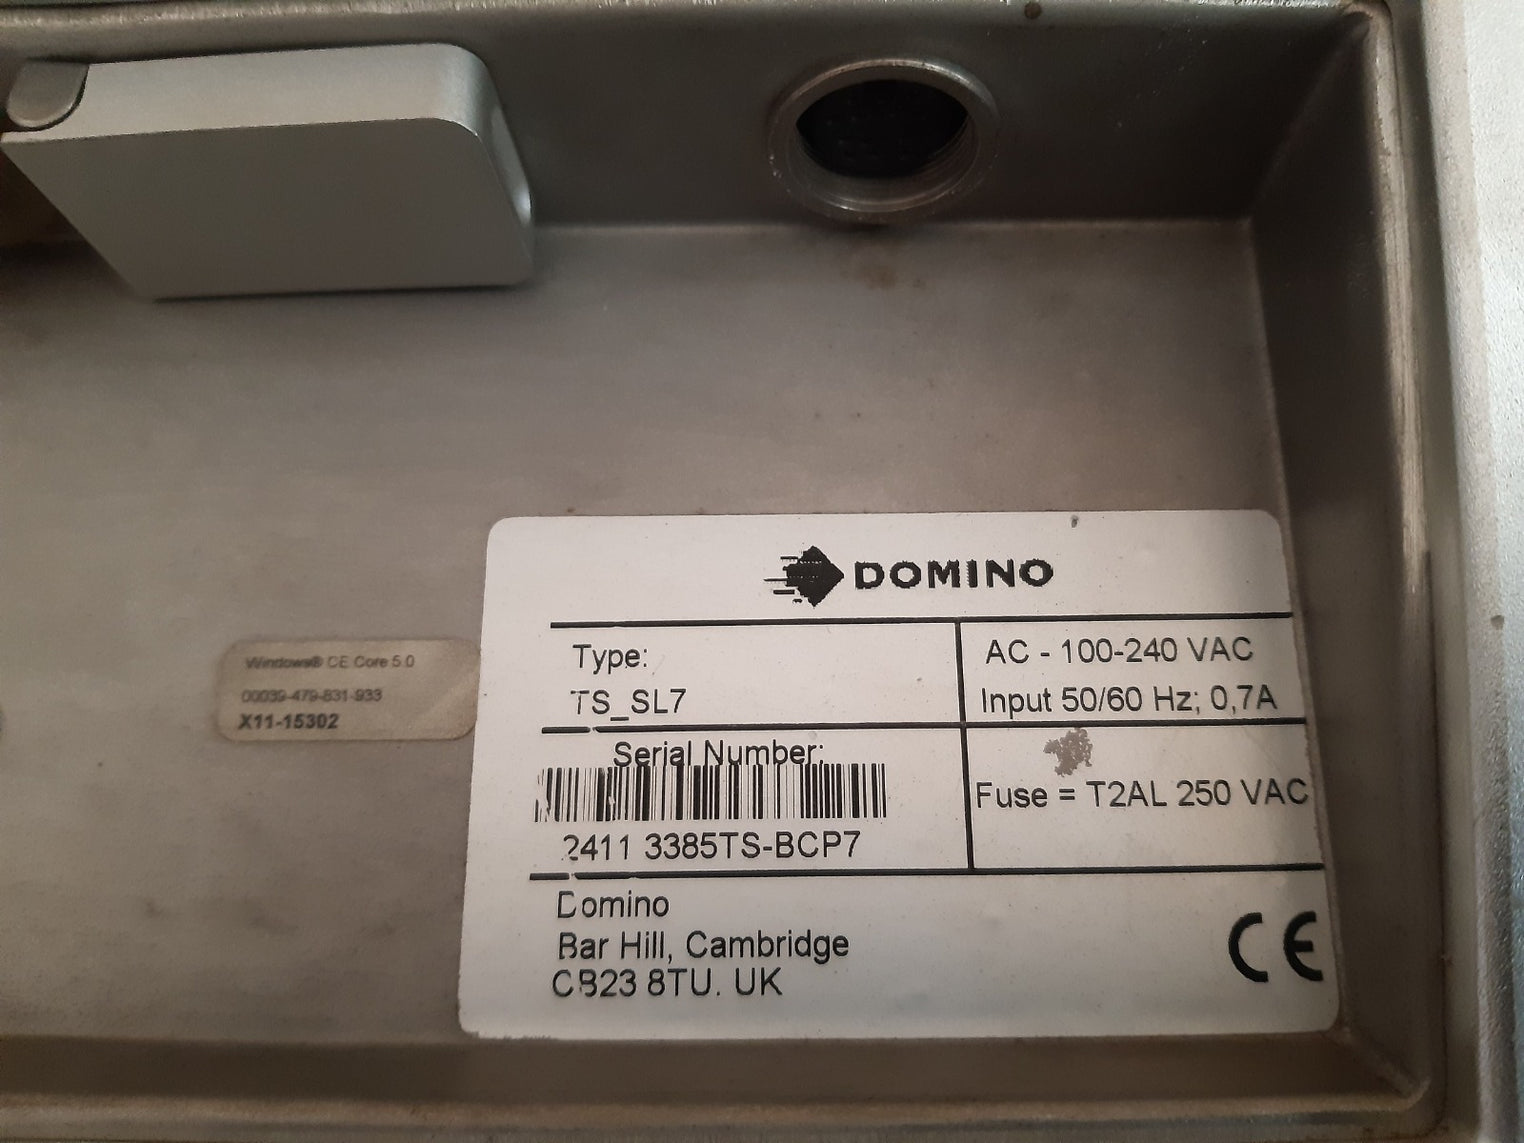 DOMINO
Type:
TS_SL7
AC - 100-240 VAC
Input 50/60 Hz; 0,7A
Serial Number:
2411 3385TS-BCP7
Fuse = T2AL 250 VAC
Domino
Bar Hill, Cambridge
CB23 8TU. UK
CE
Windows® CE Core 5.0
00039-479-831-933
X11-15302